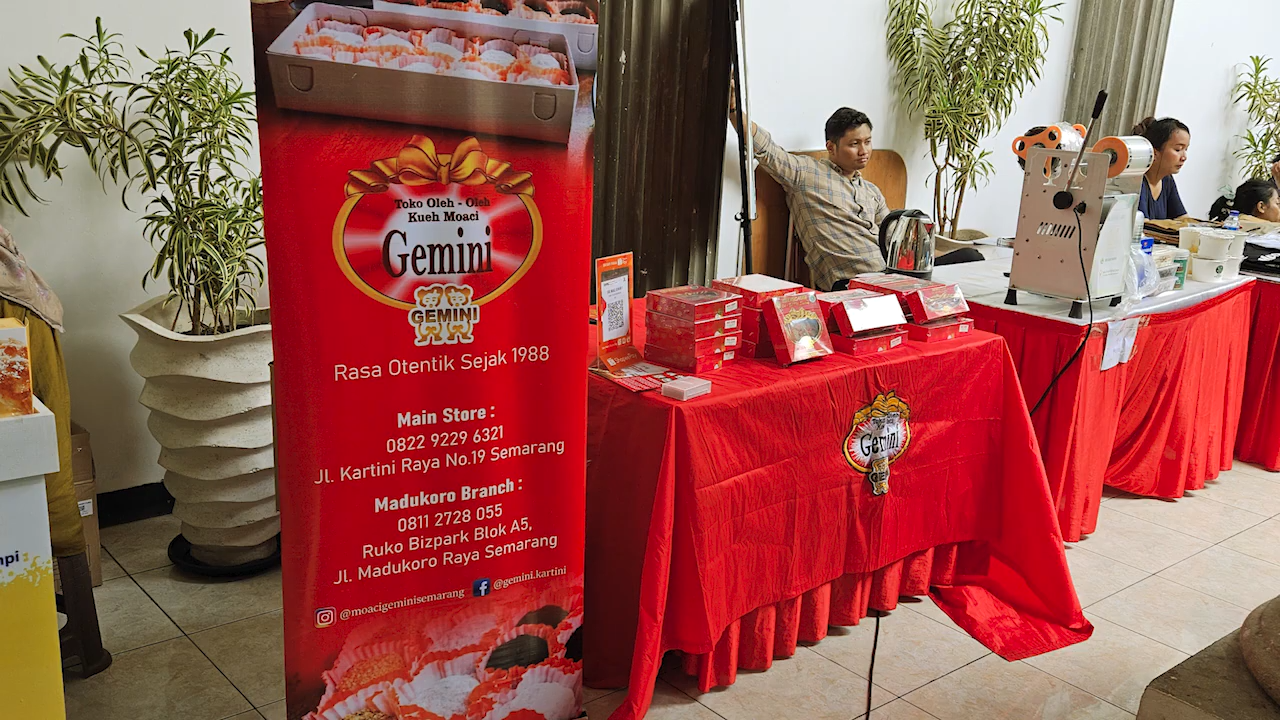 Toko Oleh - Oleh
Kueh Moaci
Gemini
GEMINI
Rasa Otentik Sejak 1988
Main Store :
0822 9229 6321
Jl. Kartini Raya No.19 Semarang
Madukoro Branch :
0811 2728 055
Ruko Bizpark Blok A5,
Jl. Madukoro Raya Semarang
@moacigeminisemarang
@gemini.kartini
Gemini
GEMINI